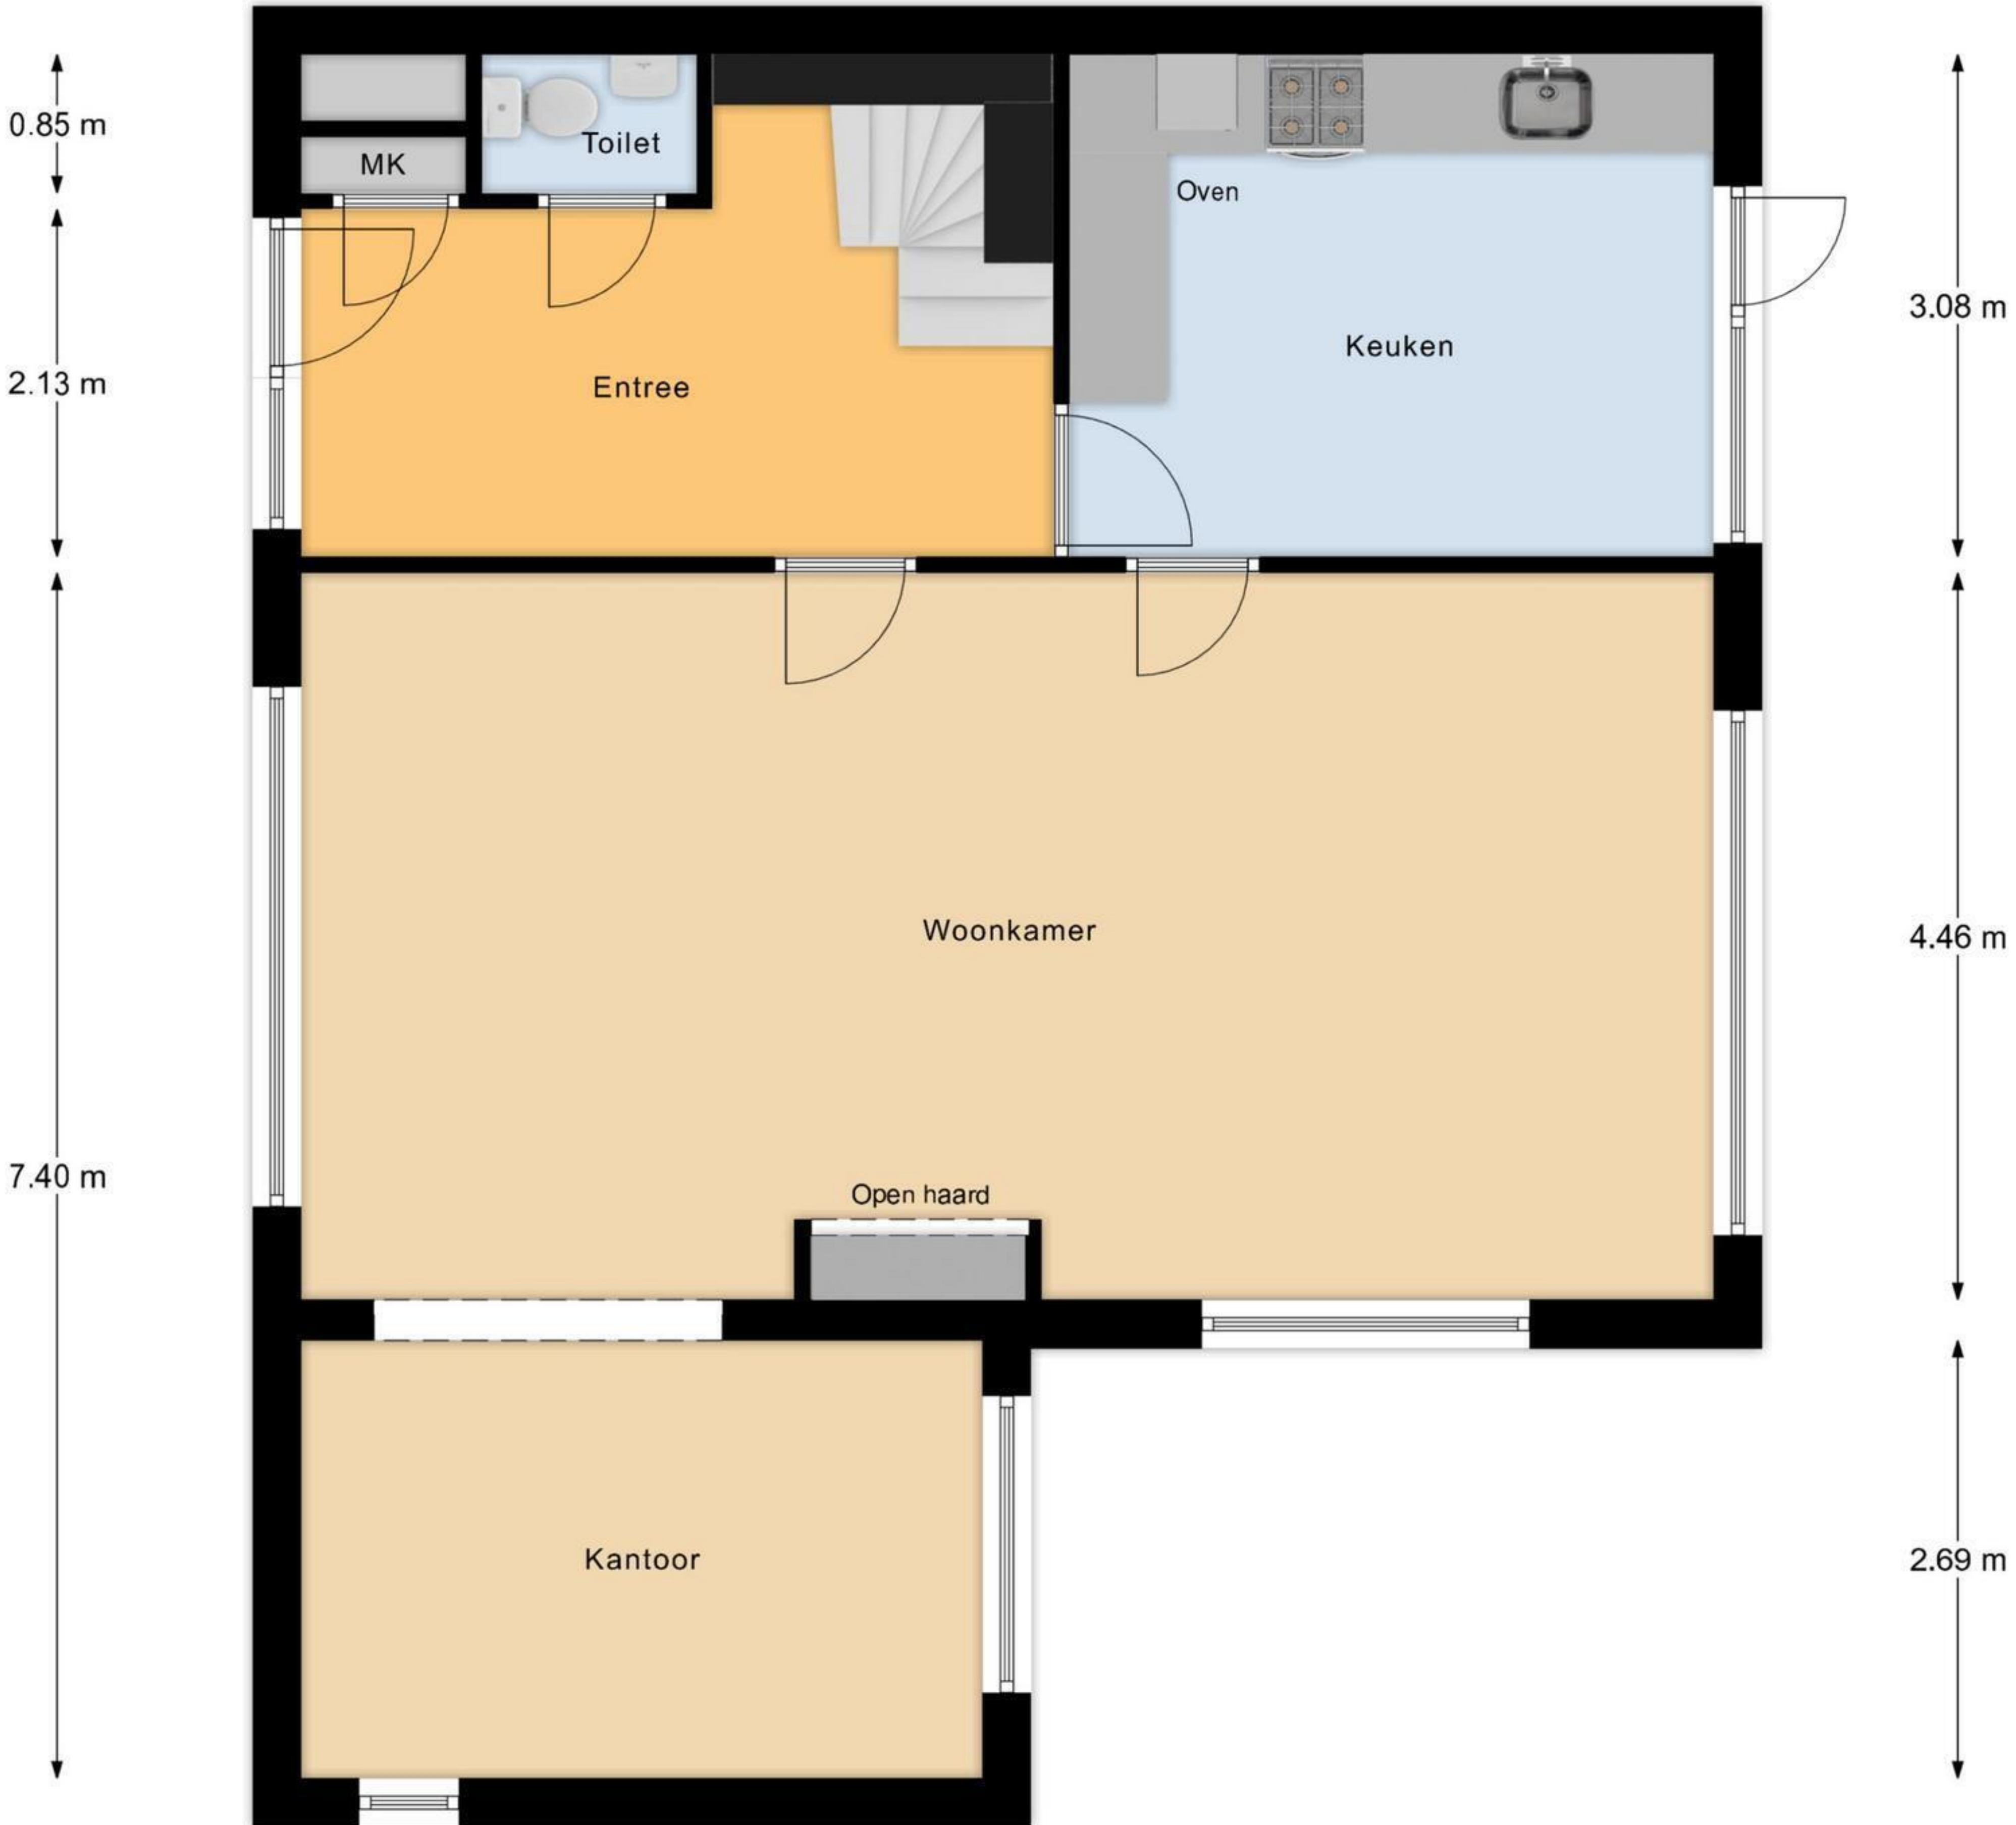 0.85 m
Toilet
MK
Oven
3.08 m
Keuken
2.13 m
Entree
Woonkamer
4.46 m
7.40 m
Open haard
Kantoor
2.69 m